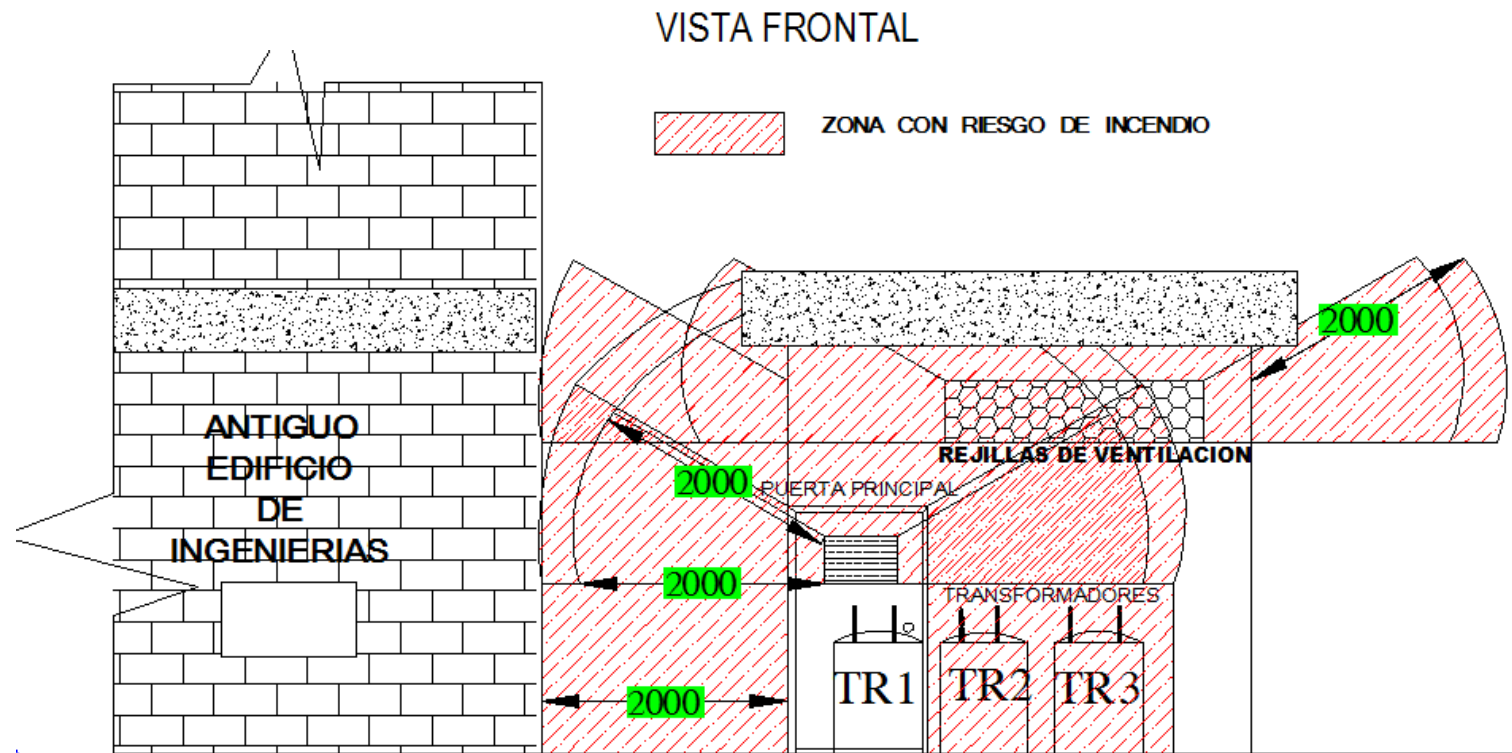 VISTA FRONTAL
ZONA CON RIESGO DE INCENDIO
2000
ANTIGUO
EDIFICIO
DE
INGENIERIAS
REJILLAS DE VENTILACION
2000
PUERTA PRINCIPAL
2000
TRANSFORMADORES
TR1
TR2
TR3
2000